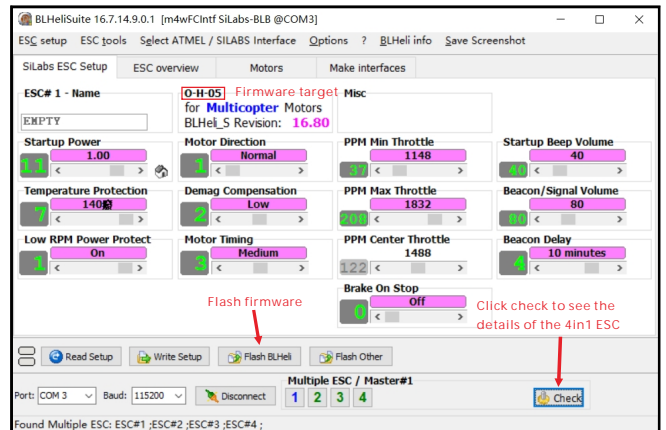 BLHeliSuite 16.7.14.9.0.1 [m4wFCIntf SiLabs-BLB @COM3]
ESC setup ESC tools Select ATMEL / SILABS Interface Options ? BLHeli info Save Screenshot
SiLabs ESC Setup ESC overview Motors Make interfaces
ESC# 1 - Name
EMPTY
O-H-05 Firmware target
for Multicopter Motors
BLHeli_S Revision: 16.80
Misc
Startup Power
1.00
11
Motor Direction
Normal
1
PPM Min Throttle
1148
37
Startup Beep Volume
40
40
Temperature Protection
140癤
7
Demag Compensation
Low
2
PPM Max Throttle
1832
208
Beacon/Signal Volume
80
80
Low RPM Power Protect
On
1
Motor Timing
Medium
3
PPM Center Throttle
1488
122
Beacon Delay
10 minutes
4
Brake On Stop
Off
0
Flash firmware
Click check to see the
details of the 4in1 ESC
Read Setup Write Setup Flash BLHeli Flash Other
Port: COM 3 Baud: 115200 Disconnect
Multiple ESC / Master#1
1 2 3 4
Check
Found Multiple ESC: ESC#1 ;ESC#2 ;ESC#3 ;ESC#4 ;